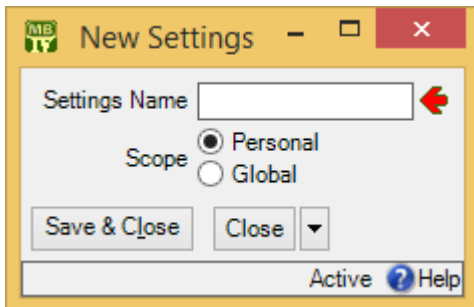 MB
TY
New Settings
Settings Name
Personal
Scope
Global
Save & Close
Close
Active
Help